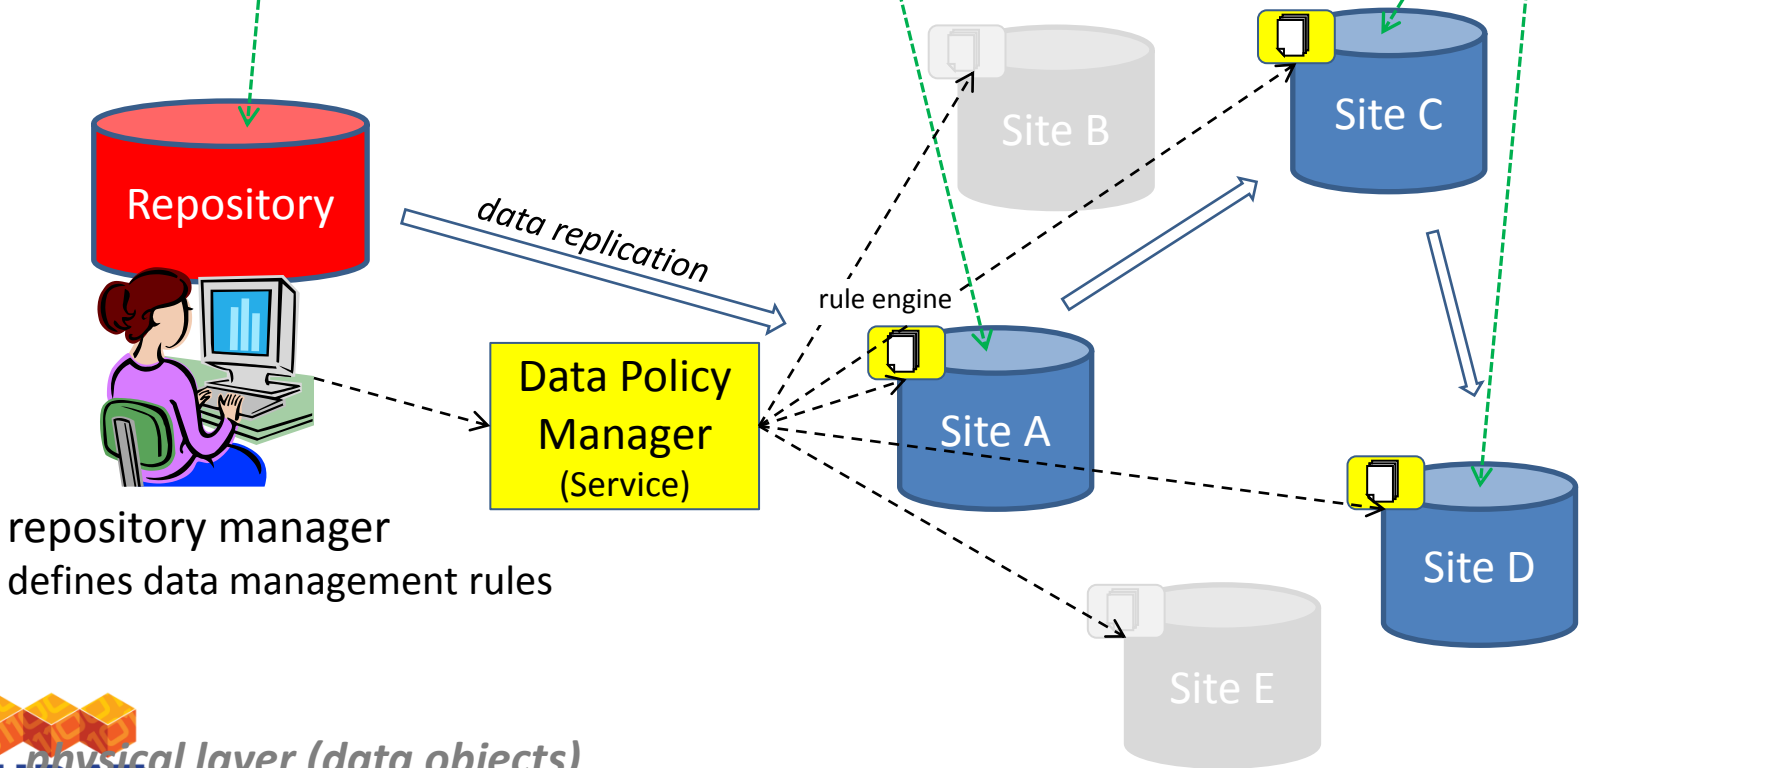 Site B
Site C
Repository
data replication
rule engine
Data Policy
Manager
(Service)
Site A
Site D
repository manager
defines data management rules
Site E
physical layer (data objects)